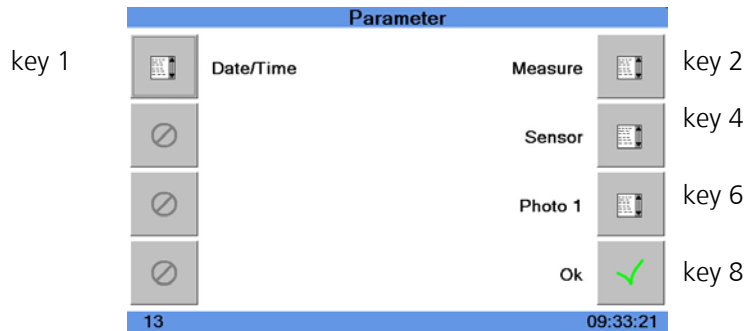 Parameter
key 1 Date/Time Measure key 2
Sensor key 4
Photo 1 key 6
Ok key 8
13 09:33:21